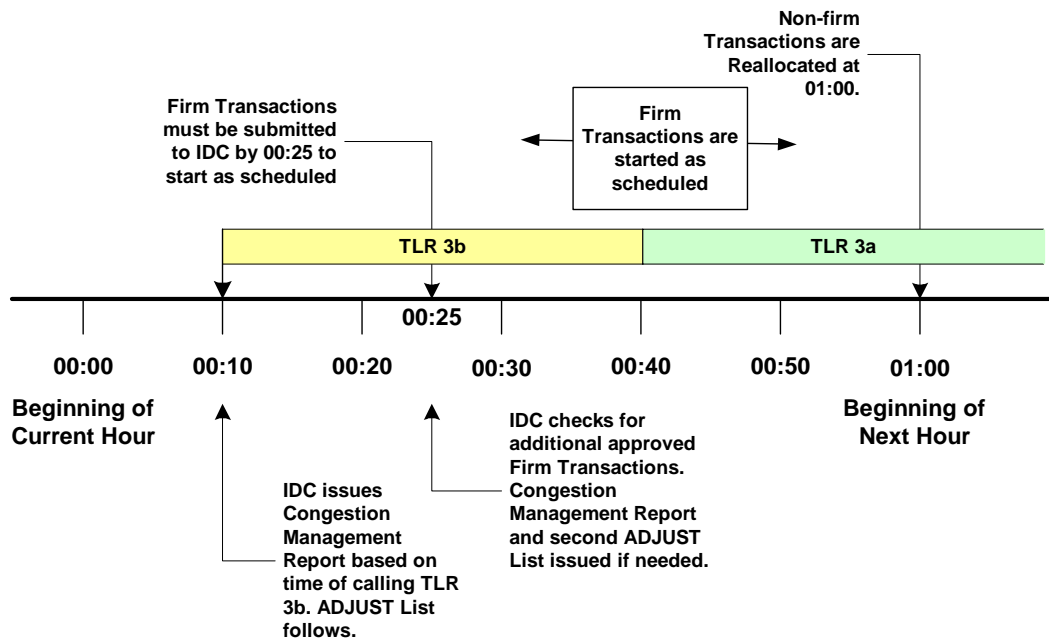 Non-firm
Transactions are
Reallocated at
01:00.
Firm Transactions
must be submitted
to IDC by 00:25 to
start as scheduled
Firm
Transactions are
started as
scheduled
TLR 3b
TLR 3a
00:25
00:00
00:10
00:20
00:30
00:40
00:50
01:00
Beginning of
Current Hour
Beginning of
Next Hour
IDC issues
Congestion
Management
Report based on
time of calling TLR
3b. ADJUST List
follows.
IDC checks for
additional approved
Firm Transactions.
Congestion
Management Report
and second ADJUST
List issued if needed.